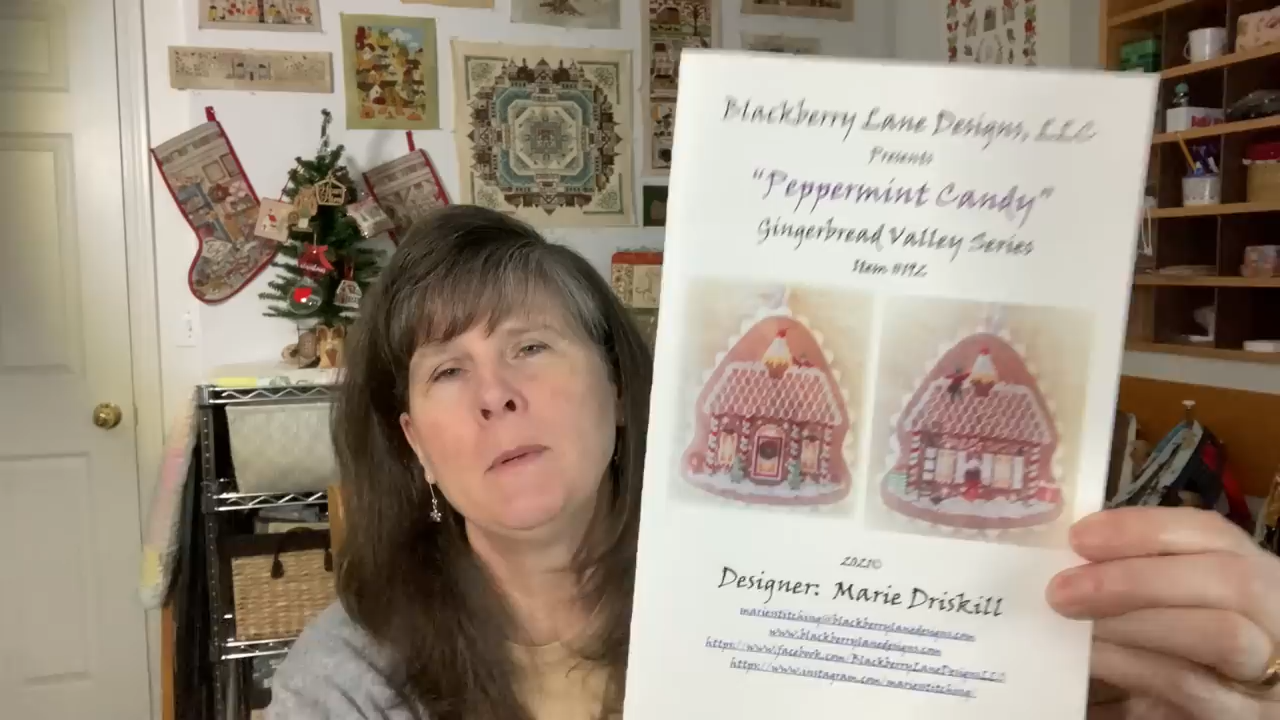 Blackberry Lane Designs, LLC
Presents
"Peppermint Candy"
Gingerbread Valley Series
Item #192
2021©
Designer: Marie Driskill
mariestitching@blackberrylanedesigns.com
www.blackberrylanedesigns.com
https://www.facebook.com/BlackberryLaneDesignsLLC
https://www.instagram.com/mariestitching